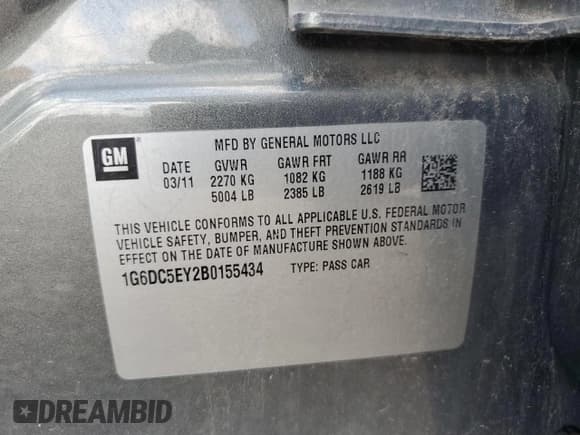 GM
MFD BY GENERAL MOTORS LLC
DATE GVWR GAWR FRT GAWR RR
03/11 2270 KG 1082 KG 1188 KG
5004 LB 2385 LB 2619 LB
THIS VEHICLE CONFORMS TO ALL APPLICABLE U.S. FEDERAL MOTOR
VEHICLE SAFETY, BUMPER, AND THEFT PREVENTION STANDARDS IN
EFFECT ON THE DATE OF MANUFACTURE SHOWN ABOVE.
1G6DC5EY2B0155434 TYPE: PASS CAR
DREAMBID